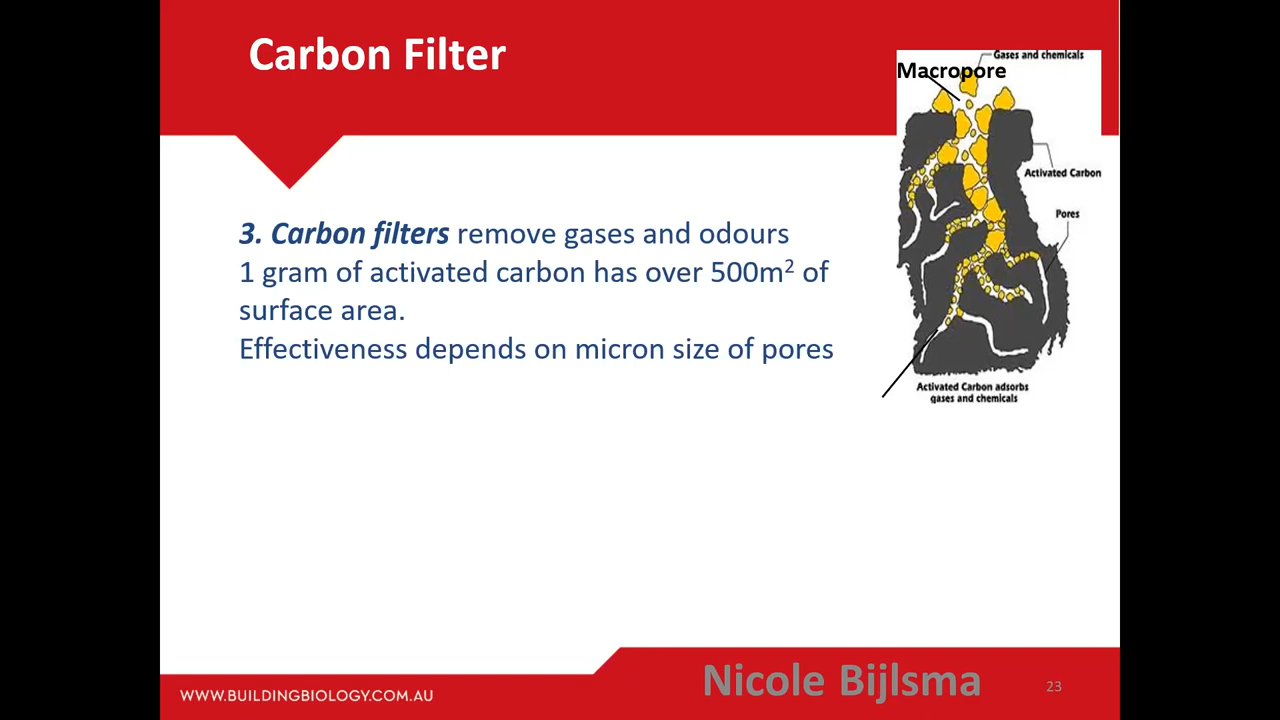 Carbon Filter
Gases and chemicals
Macropore
Activated Carbon
Pores
3. Carbon filters remove gases and odours
1 gram of activated carbon has over 500m² of
surface area.
Effectiveness depends on micron size of pores
Activated Carbon adsorbs
gases and chemicals
WWW.BUILDINGBIOLOGY.COM.AU
Nicole Bijlsma
23